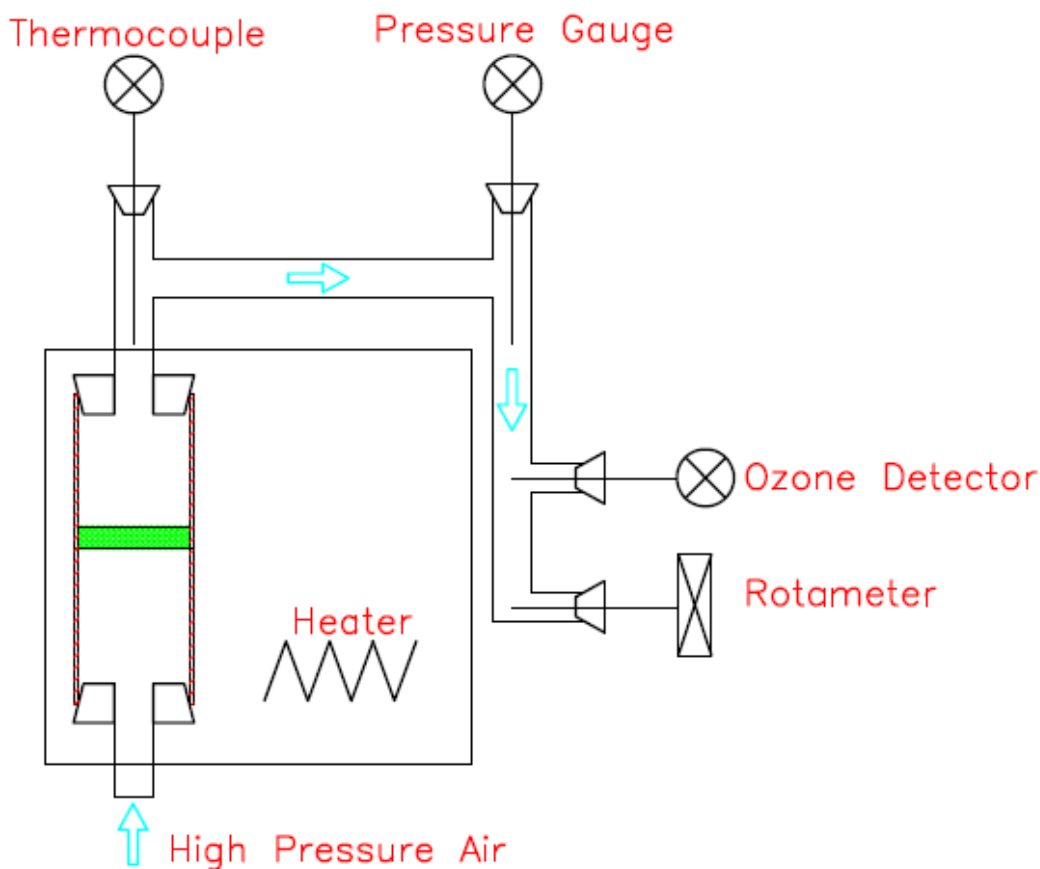 Thermocouple
Pressure Gauge
Ozone Detector
Rotameter
Heater
High Pressure Air